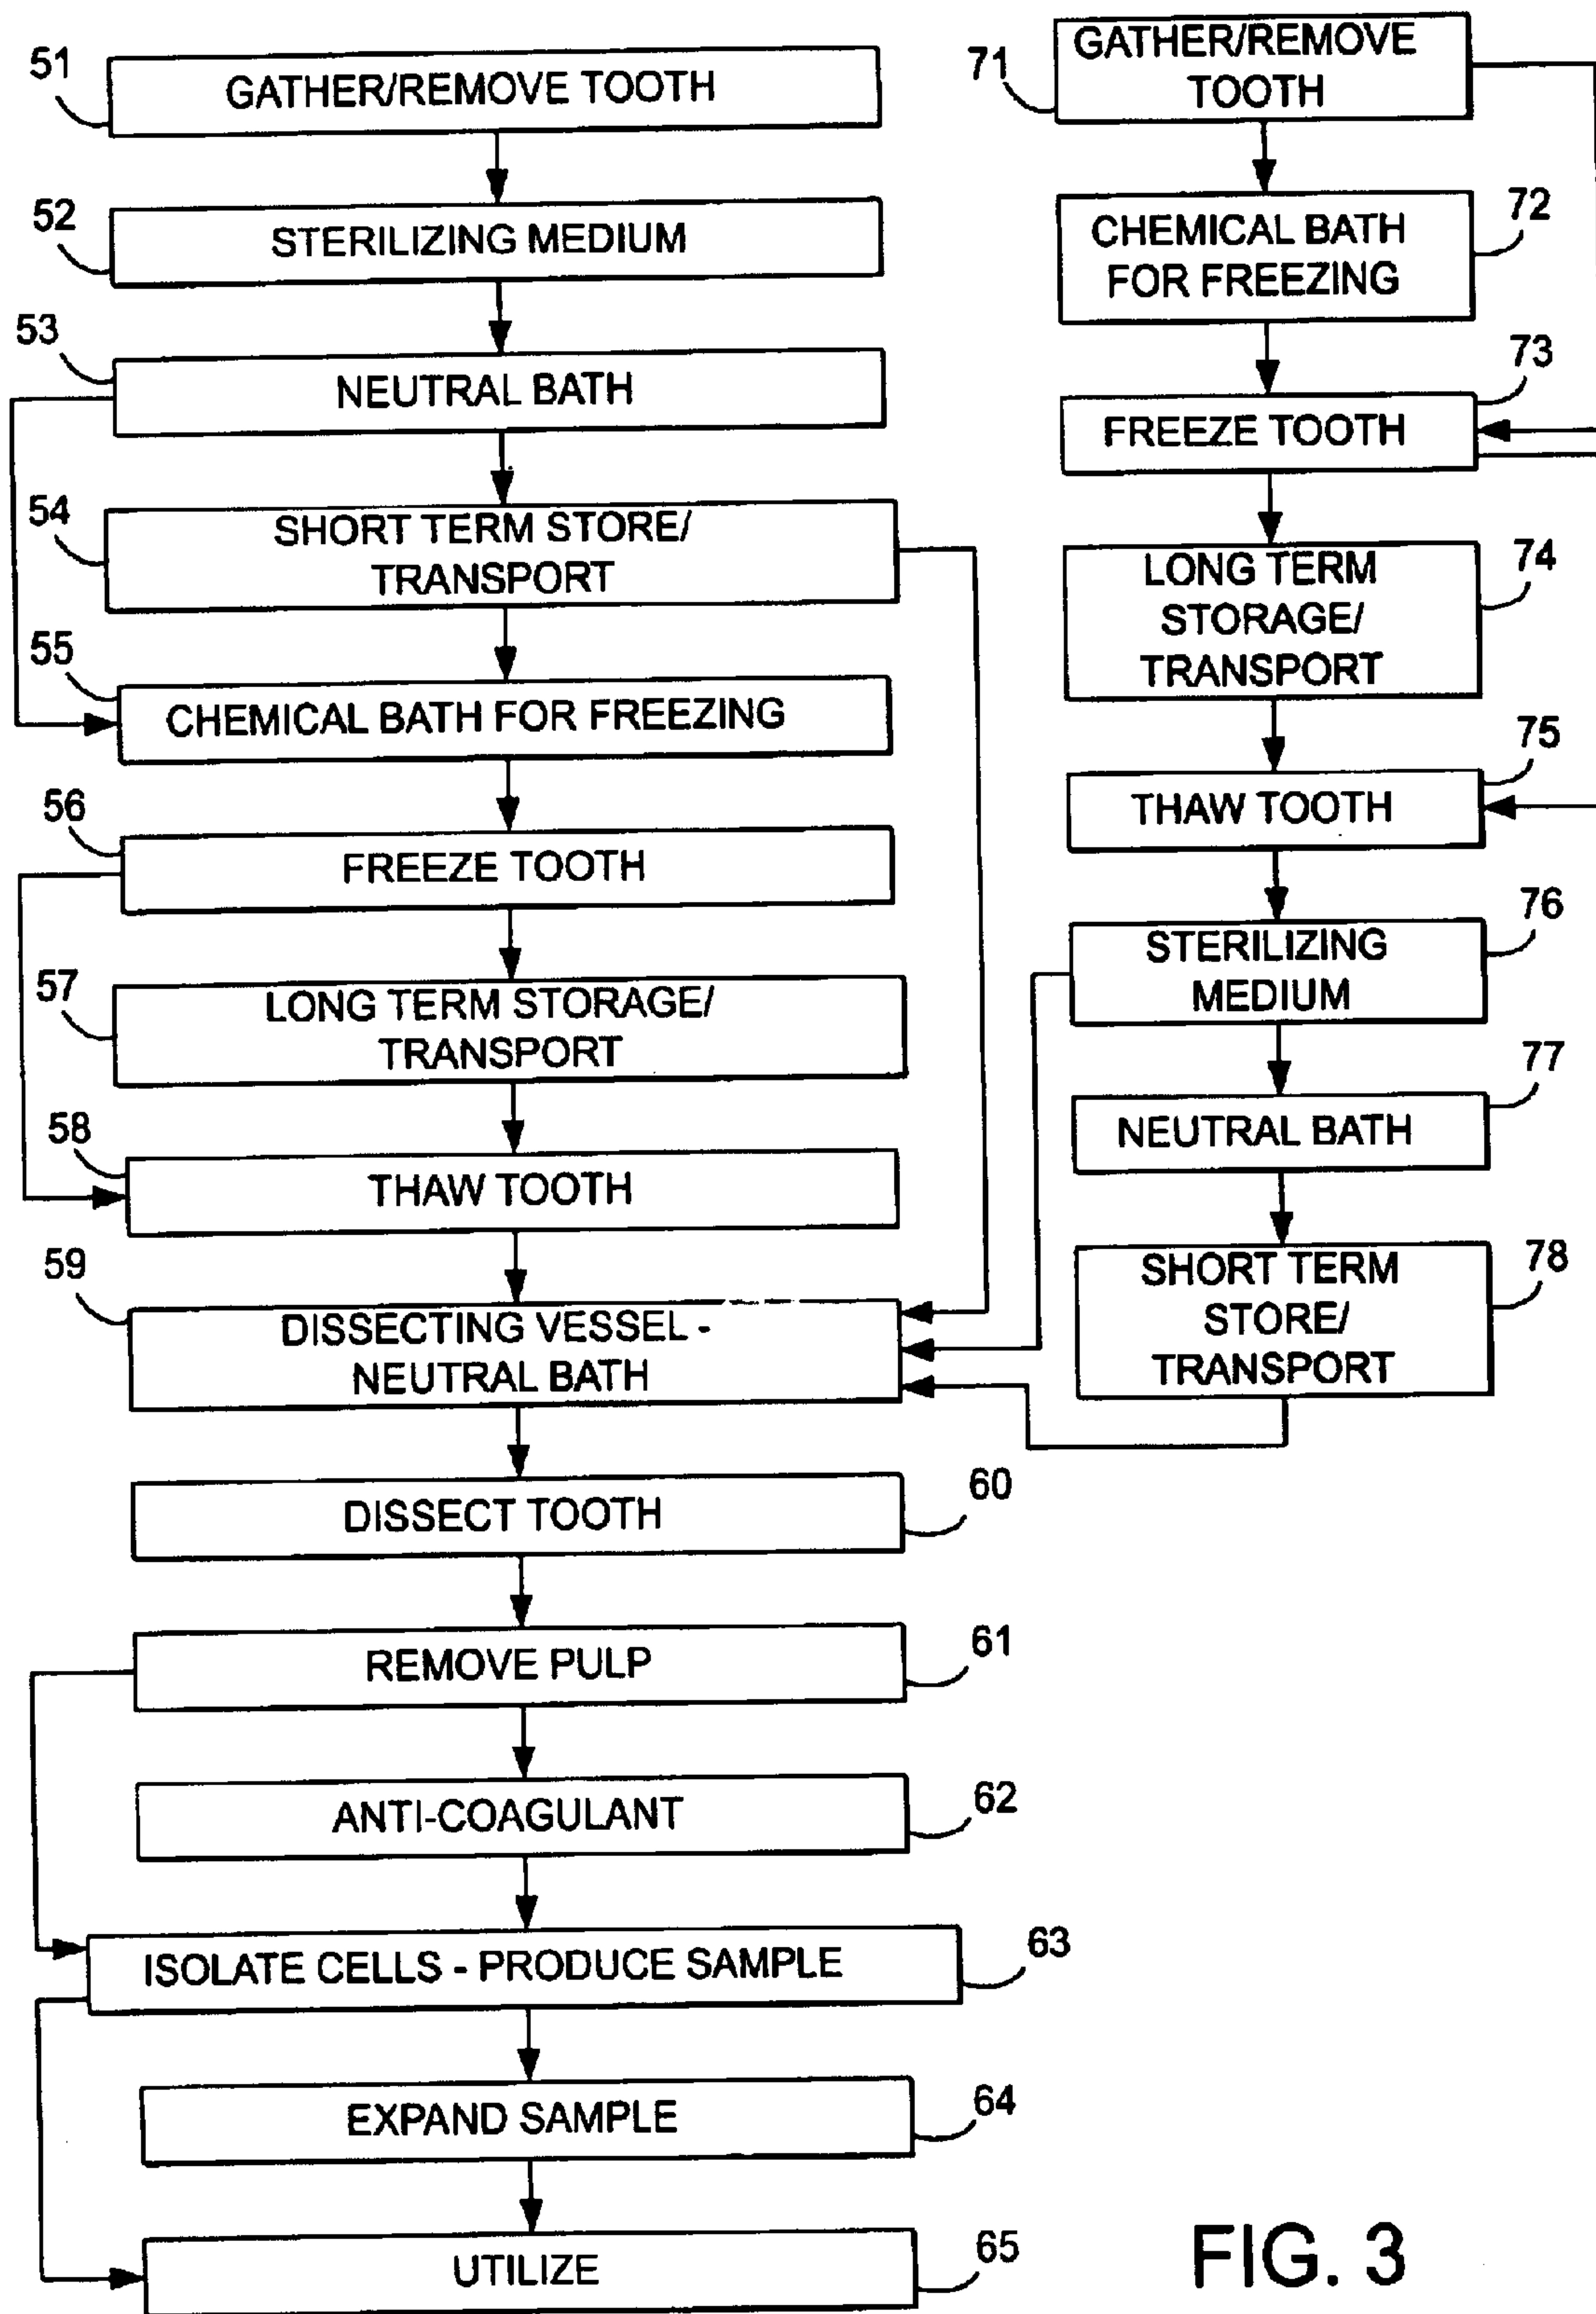 51
GATHER/REMOVE TOOTH
52
STERILIZING MEDIUM
53
NEUTRAL BATH
54
SHORT TERM STORE/
TRANSPORT
55
CHEMICAL BATH FOR FREEZING
56
FREEZE TOOTH
57
LONG TERM STORAGE/
TRANSPORT
58
THAW TOOTH
59
DISSECTING VESSEL -
NEUTRAL BATH
DISSECT TOOTH
60
REMOVE PULP
61
ANTI-COAGULANT
62
ISOLATE CELLS - PRODUCE SAMPLE
63
EXPAND SAMPLE
64
UTILIZE
65
71
GATHER/REMOVE
TOOTH
72
CHEMICAL BATH
FOR FREEZING
73
FREEZE TOOTH
74
LONG TERM
STORAGE/
TRANSPORT
75
THAW TOOTH
76
STERILIZING
MEDIUM
77
NEUTRAL BATH
78
SHORT TERM
STORE/
TRANSPORT
FIG. 3